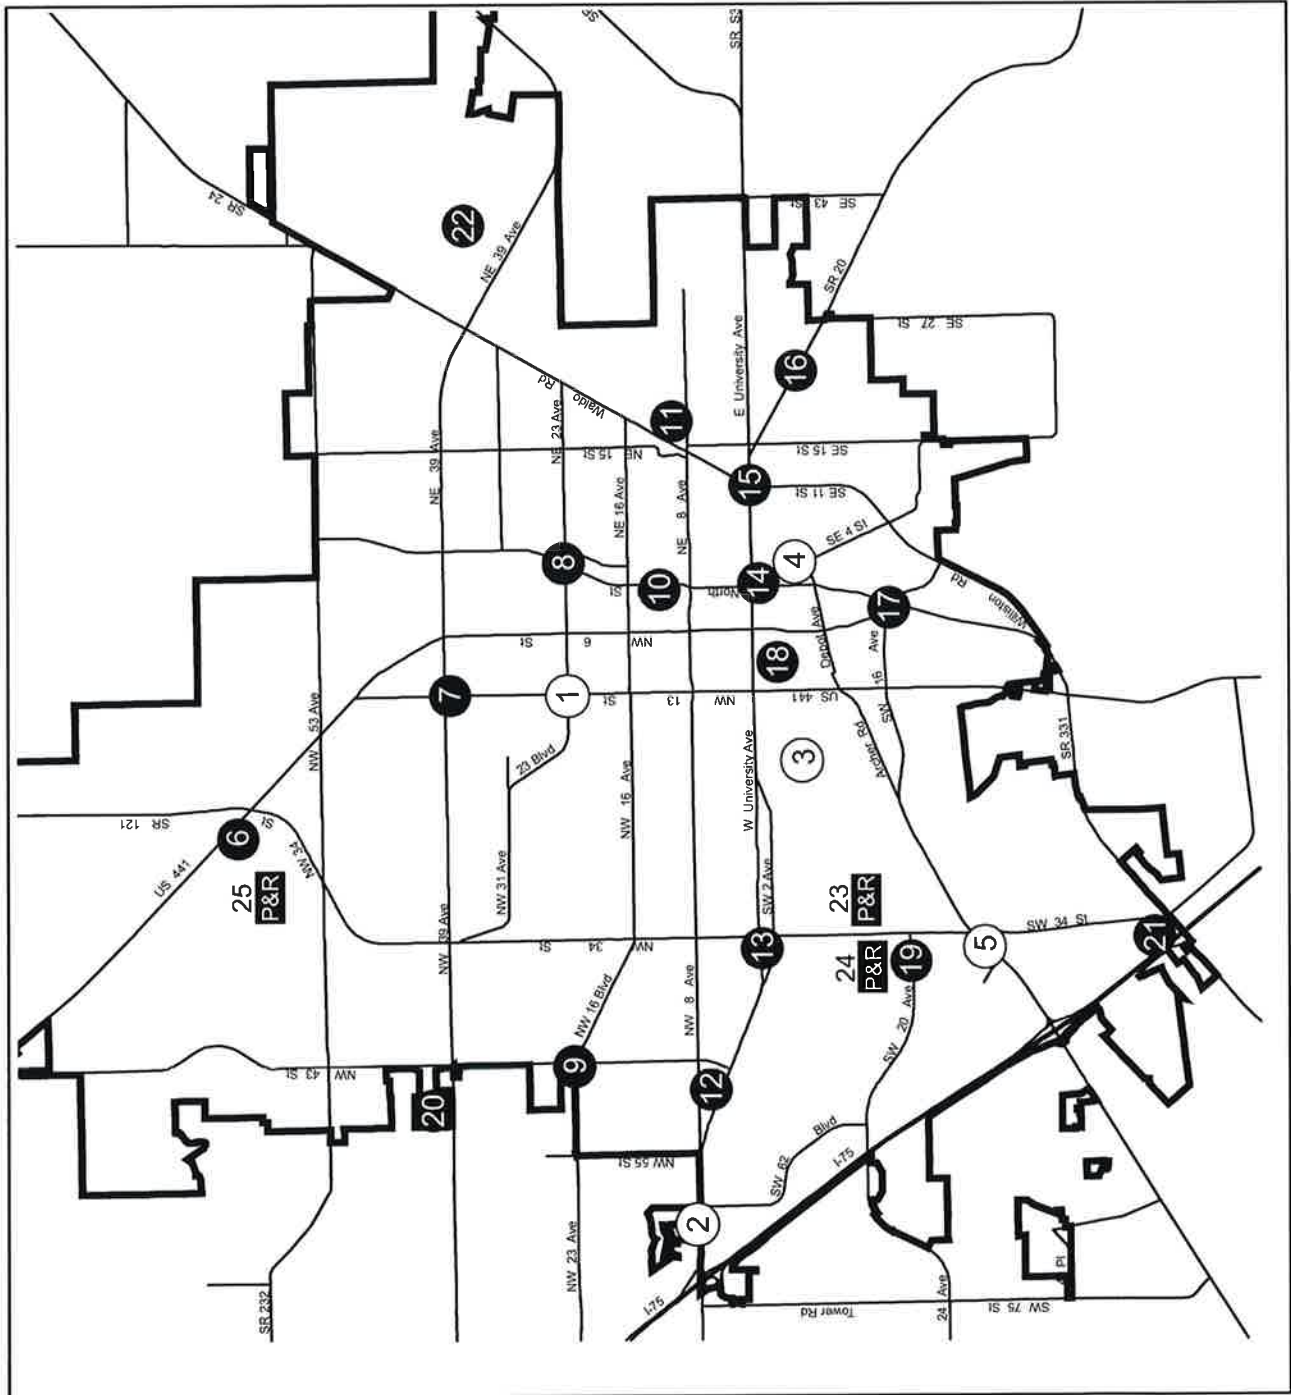 SR 24
22
NE 39 Ave
SE 43 St
SR 20
SE 27 St
E University Ave
16
Waldo Rd
11
NE 39 Ave
NE 23 Ave
NE 15 St
SE 15 St
NE 16 Ave
NE 8 Ave
15
SE 11 St
SE 4 St
8
4
10
St
North
14
17
Rd
Williston
NW 6 St
18
Depot Ave
SW 16 Ave
7
1
NW 13 St
US 441
NW 53 Ave
23 Blvd
NW 16 Ave
W University Ave
3
Archer Rd
SR 331
SR 121
6
NW 34 St
US 441
25
P&R
NW 31 Ave
SW 2 Ave
23
P&R
NW 39 Ave
NW 34 St
13
24
P&R
19
5
SW 34 St
21
NW 16 Blvd
NW 8 Ave
SW 20 Ave
NW 43 St
9
12
20
SW 62 Blvd
I-75
NW 55 St
2
NW 23 Ave
Pl
SR 232
I-75
Tower Rd
24 Ave
SW 75 St